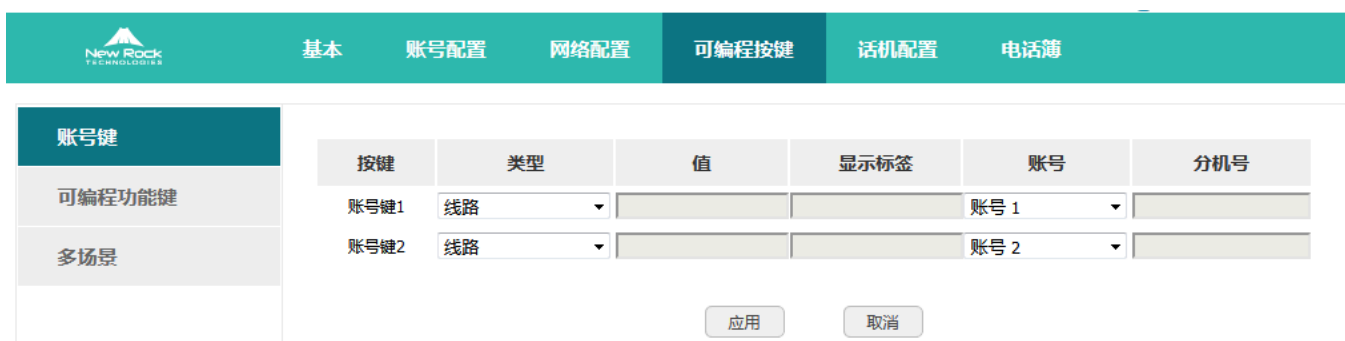 New Rock
TECHNOLOGIES
基本 账号配置 网络配置 可编程按键 话机配置 电话薄
账号键
可编程功能键
多场景
按键 类型 值 显示标签 账号 分机号
账号键1 线路 账号 1
账号键2 线路 账号 2
应用 取消